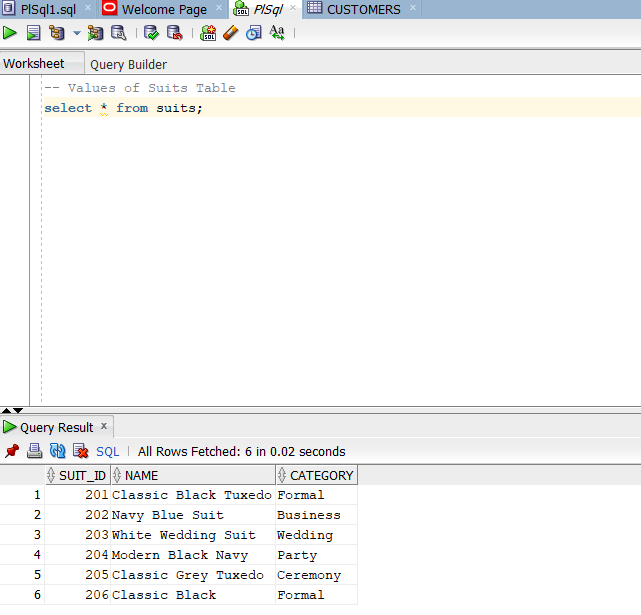 PlSql1.sql Welcome Page PlSql CUSTOMERS
Worksheet Query Builder
-- Values of Suits Table
select * from suits;
Query Result
SQL All Rows Fetched: 6 in 0.02 seconds
SUIT_ID NAME CATEGORY
1 201 Classic Black Tuxedo Formal
2 202 Navy Blue Suit Business
3 203 White Wedding Suit Wedding
4 204 Modern Black Navy Party
5 205 Classic Grey Tuxedo Ceremony
6 206 Classic Black Formal